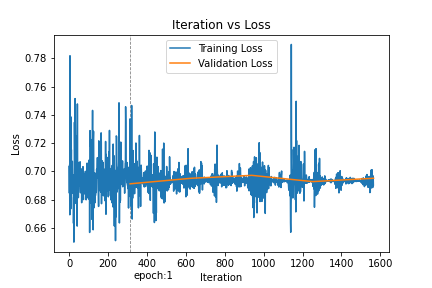 Iteration vs Loss
Training Loss
Validation Loss
Loss
0.78
0.76
0.74
0.72
0.70
0.68
0.66
0
200
400
600
800
1000
1200
1400
1600
epoch:1
Iteration